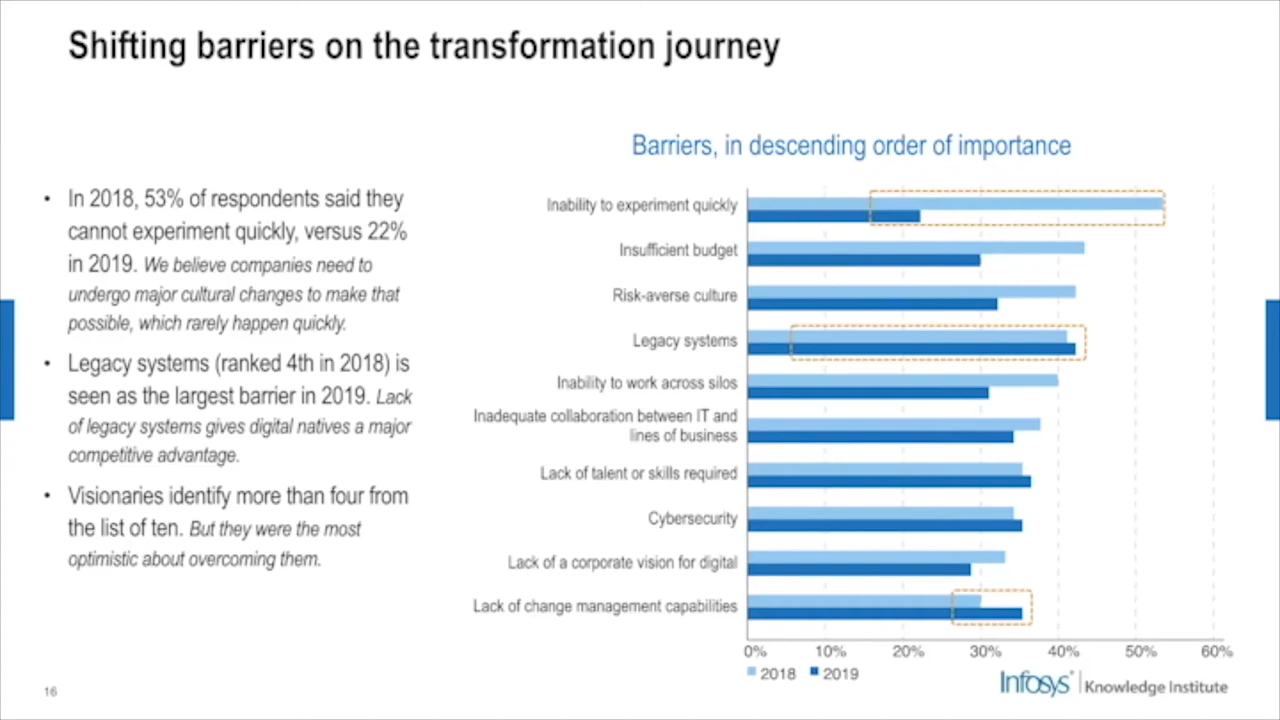 Shifting barriers on the transformation journey
• In 2018, 53% of respondents said they
cannot experiment quickly, versus 22%
in 2019. We believe companies need to
undergo major cultural changes to make that
possible, which rarely happen quickly.
• Legacy systems (ranked 4th in 2018) is
seen as the largest barrier in 2019. Lack
of legacy systems gives digital natives a major
competitive advantage.
• Visionaries identify more than four from
the list of ten. But they were the most
optimistic about overcoming them.
Barriers, in descending order of importance
Inability to experiment quickly
Insufficient budget
Risk-averse culture
Legacy systems
Inability to work across silos
Inadequate collaboration between IT and
lines of business
Lack of talent or skills required
Cybersecurity
Lack of a corporate vision for digital
Lack of change management capabilities
0% 10% 20% 30% 40% 50% 60%
2018 2019
16
Infosys® | Knowledge Institute